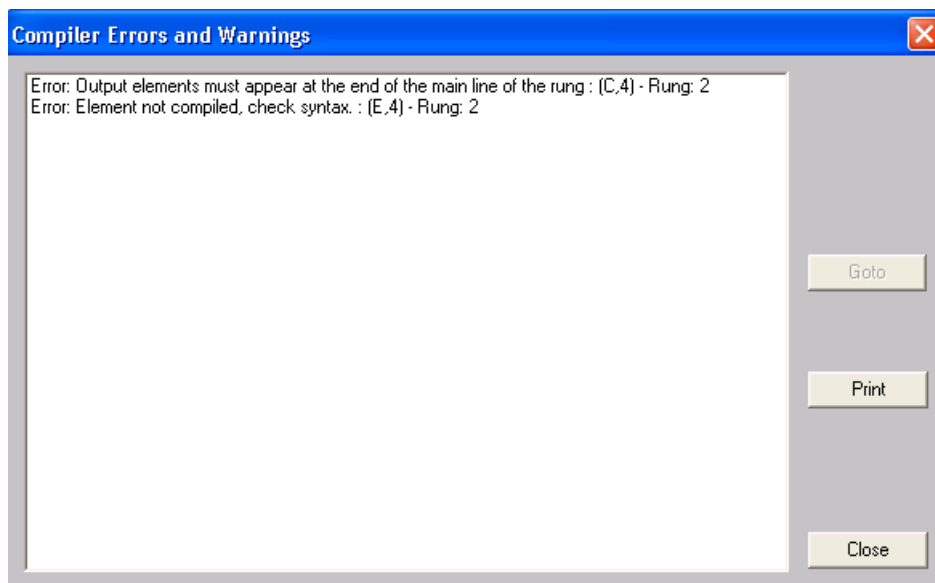 Compiler Errors and Warnings
Error: Output elements must appear at the end of the main line of the rung : (C,4) - Rung: 2
Error: Element not compiled, check syntax. : (E,4) - Rung: 2
Goto
Print
Close